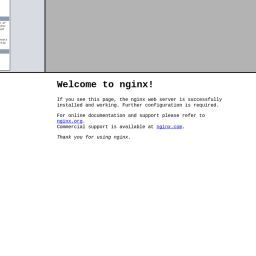 Welcome to nginx!
If you see this page, the nginx web server is successfully
installed and working. Further configuration is required.
For online documentation and support please refer to
nginx.org.
Commercial support is available at nginx.com.
Thank you for using nginx.